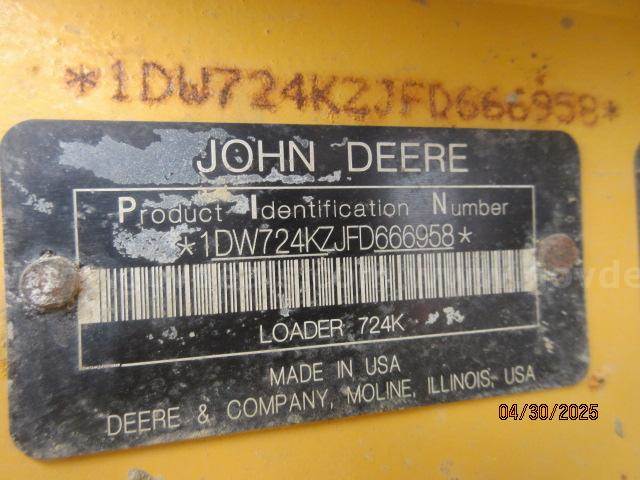 *1DW724KZJFD666958*
JOHN DEERE
Product Identification Number
*1DW724KZJFD666958*
LOADER 724K
MADE IN USA
DEERE & COMPANY, MOLINE, ILLINOIS, USA
04/30/2025